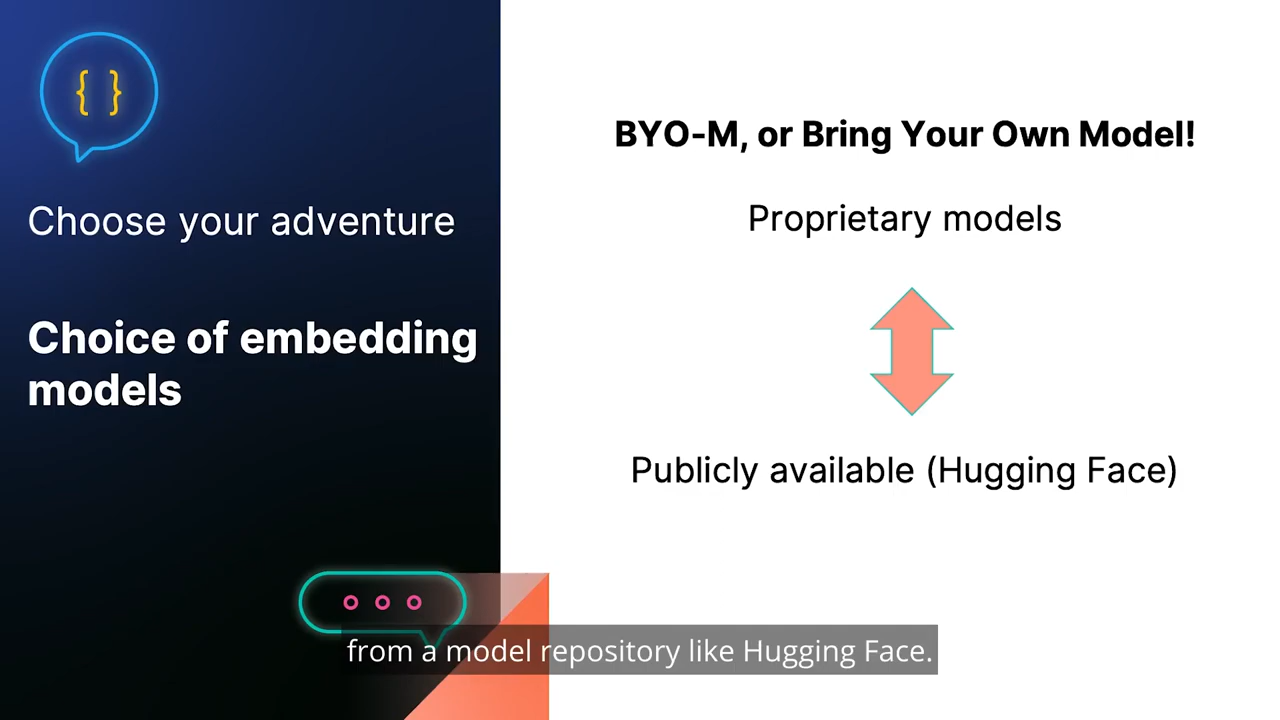 { }
Choose your adventure
Choice of embedding
models
BYO-M, or Bring Your Own Model!
Proprietary models
Publicly available (Hugging Face)
from a model repository like Hugging Face.